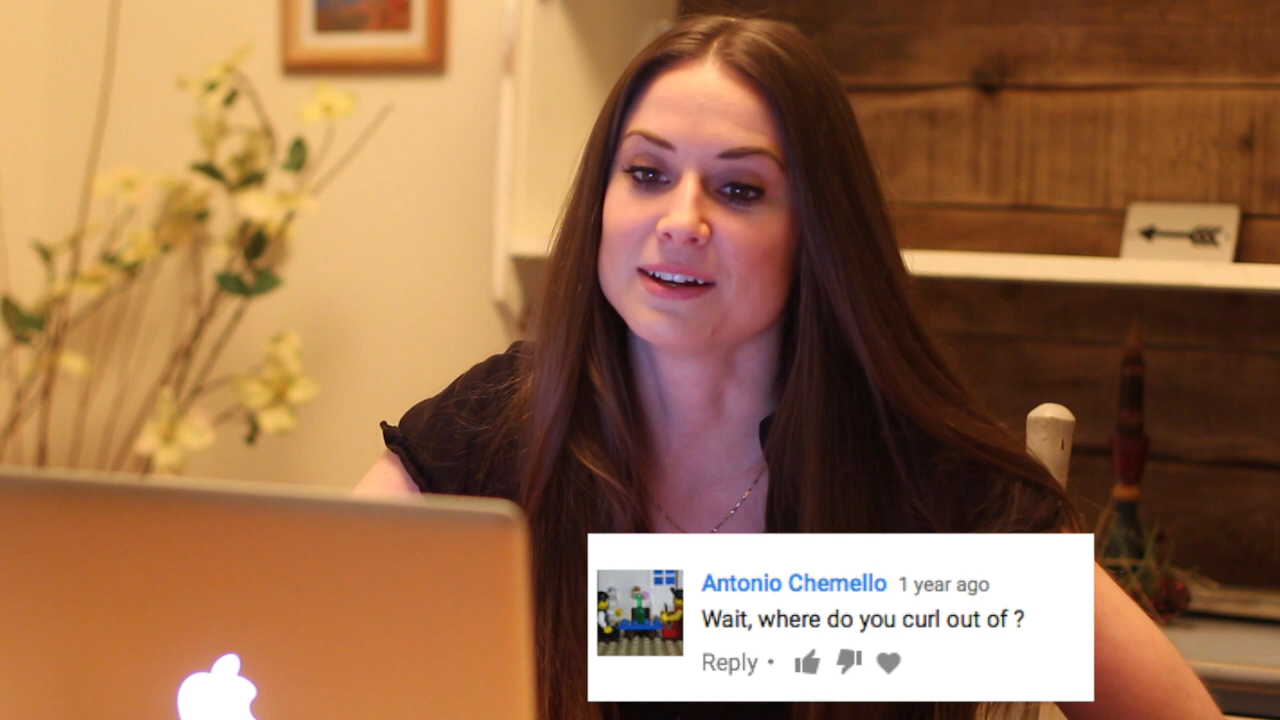 Antonio Chemello 1 year ago
Wait, where do you curl out of ?
Reply •